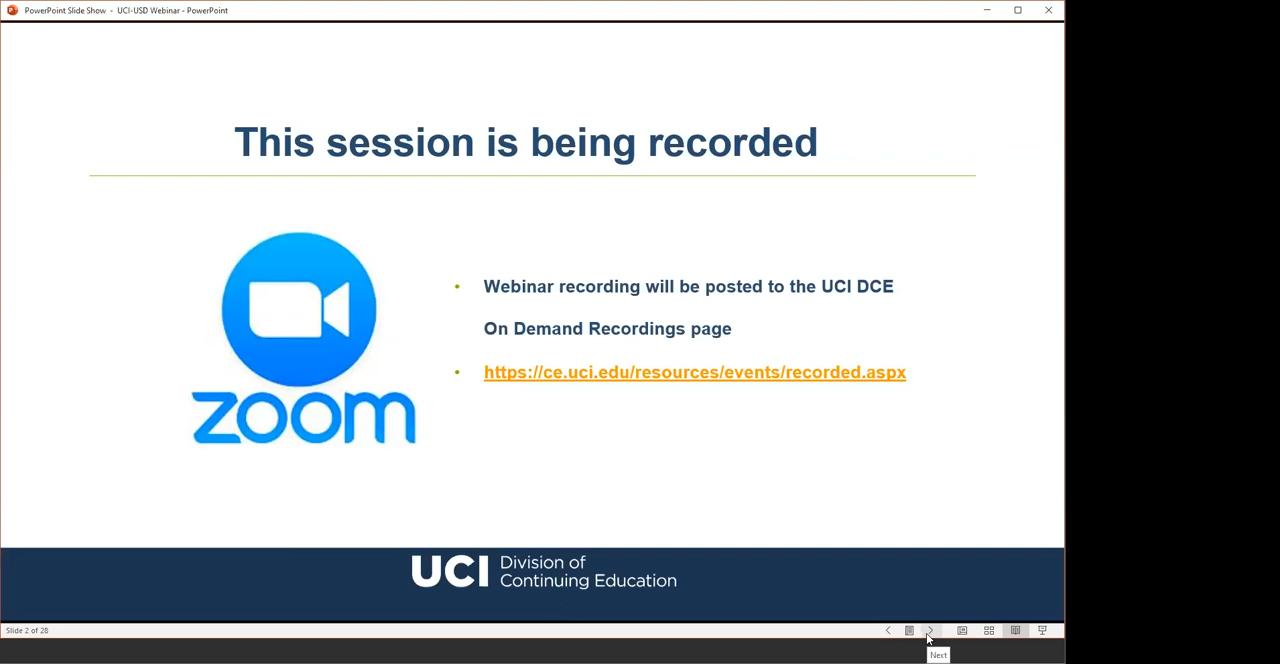 PowerPoint Slide Show - UCI-USD Webinar - PowerPoint
This session is being recorded
zoom
• Webinar recording will be posted to the UCI DCE
On Demand Recordings page
• https://ce.uci.edu/resources/events/recorded.aspx
UCI Division of
Continuing Education
Slide 2 of 28
Next